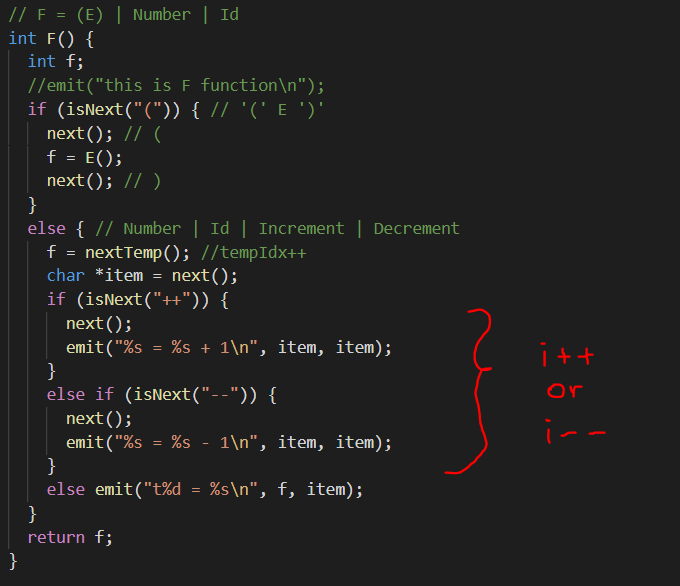 // F = (E) | Number | Id
int F() {
  int f;
  //emit("this is F function\n");
  if (isNext("(")) { // '(' E ')'
    next(); // (
    f = E();
    next(); // )
  }
  else { // Number | Id | Increment | Decrement
    f = nextTemp(); //tempIdx++
    char *item = next();
    if (isNext("++")) {
      next();
      emit("%s = %s + 1\n", item, item);
    }
    else if (isNext("--")) {
      next();
      emit("%s = %s - 1\n", item, item);
    }
    else emit("t%d = %s\n", f, item);
  }
  return f;
}
i++
or
i--